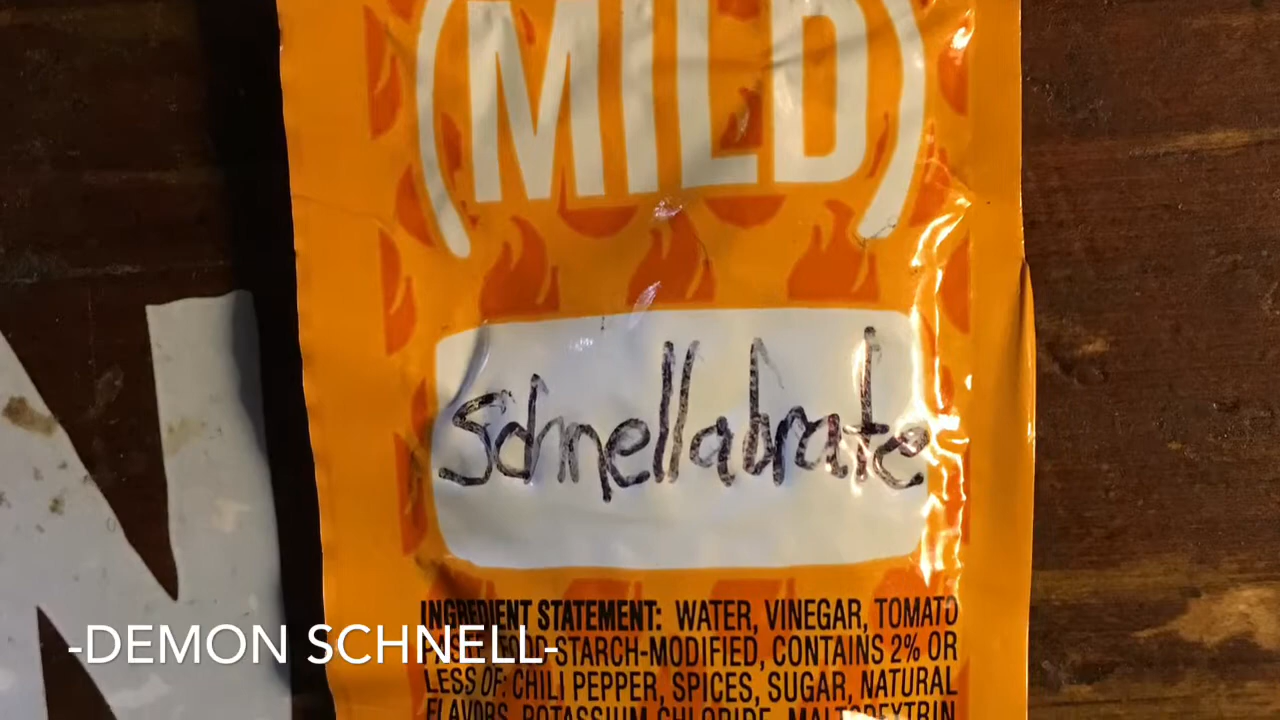 (MILD)
Schnellabrate
INGREDIENT STATEMENT: WATER, VINEGAR, TOMATO
FOOD STARCH-MODIFIED, CONTAINS 2% OR
LESS OF: CHILI PEPPER, SPICES, SUGAR, NATURAL
FLAVORS, POTASSIUM CHLORIDE, MALTODEXTRIN
-DEMON SCHNELL-